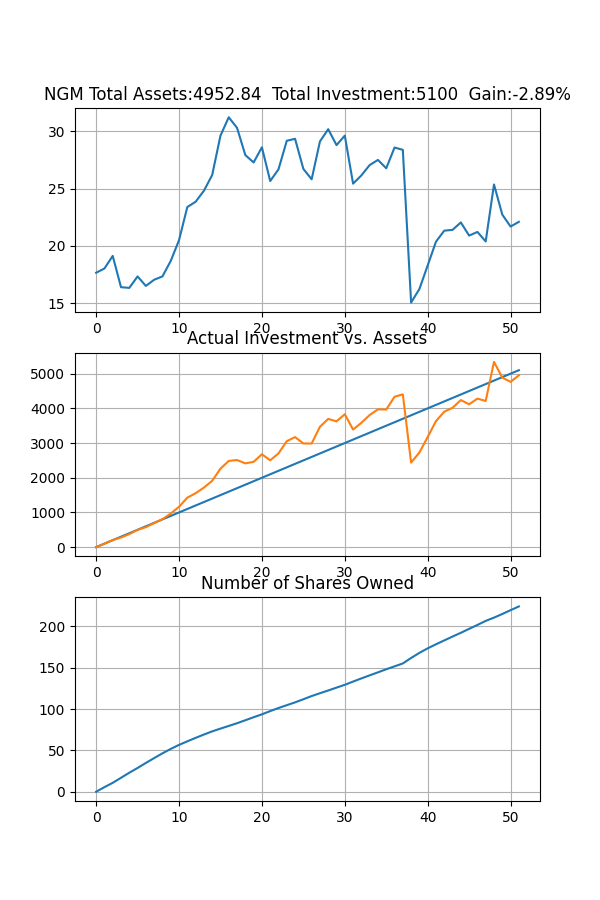 NGM Total Assets:4952.84  Total Investment:5100  Gain:-2.89%
30
25
20
15
0 10 20 30 40 50
Actual Investment vs. Assets
5000
4000
3000
2000
1000
0
0 10 20 30 40 50
Number of Shares Owned
200
150
100
50
0
0 10 20 30 40 50